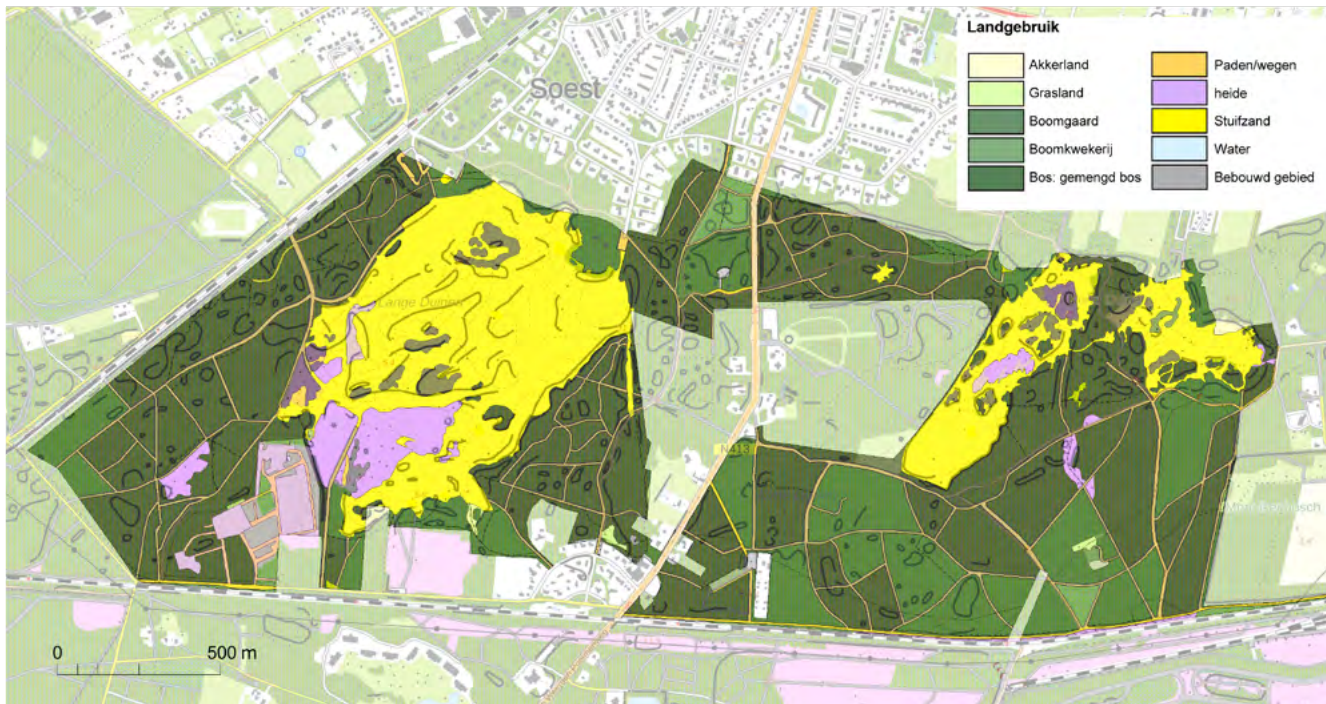 Landgebruik
Akkerland
Grasland
Boomgaard
Boomkwekerij
Bos: gemengd bos
Paden/wegen
heide
Stuifzand
Water
Bebouwd gebied
Soest
Lange Duinen
N413
0 500 m